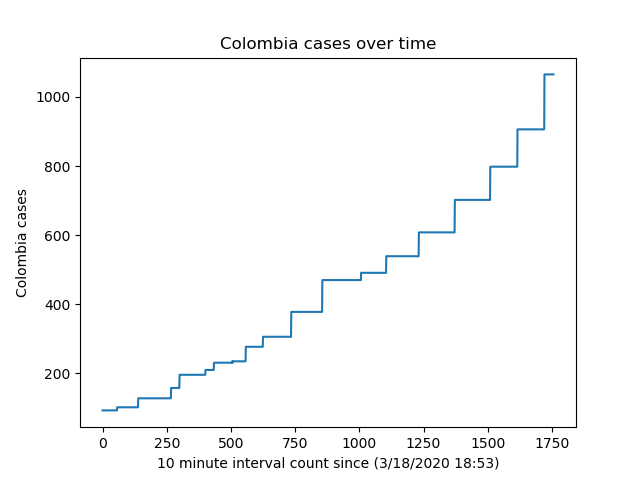 Colombia cases over time
1000
800
600
400
200
Colombia cases
0 250 500 750 1000 1250 1500 1750
10 minute interval count since (3/18/2020 18:53)